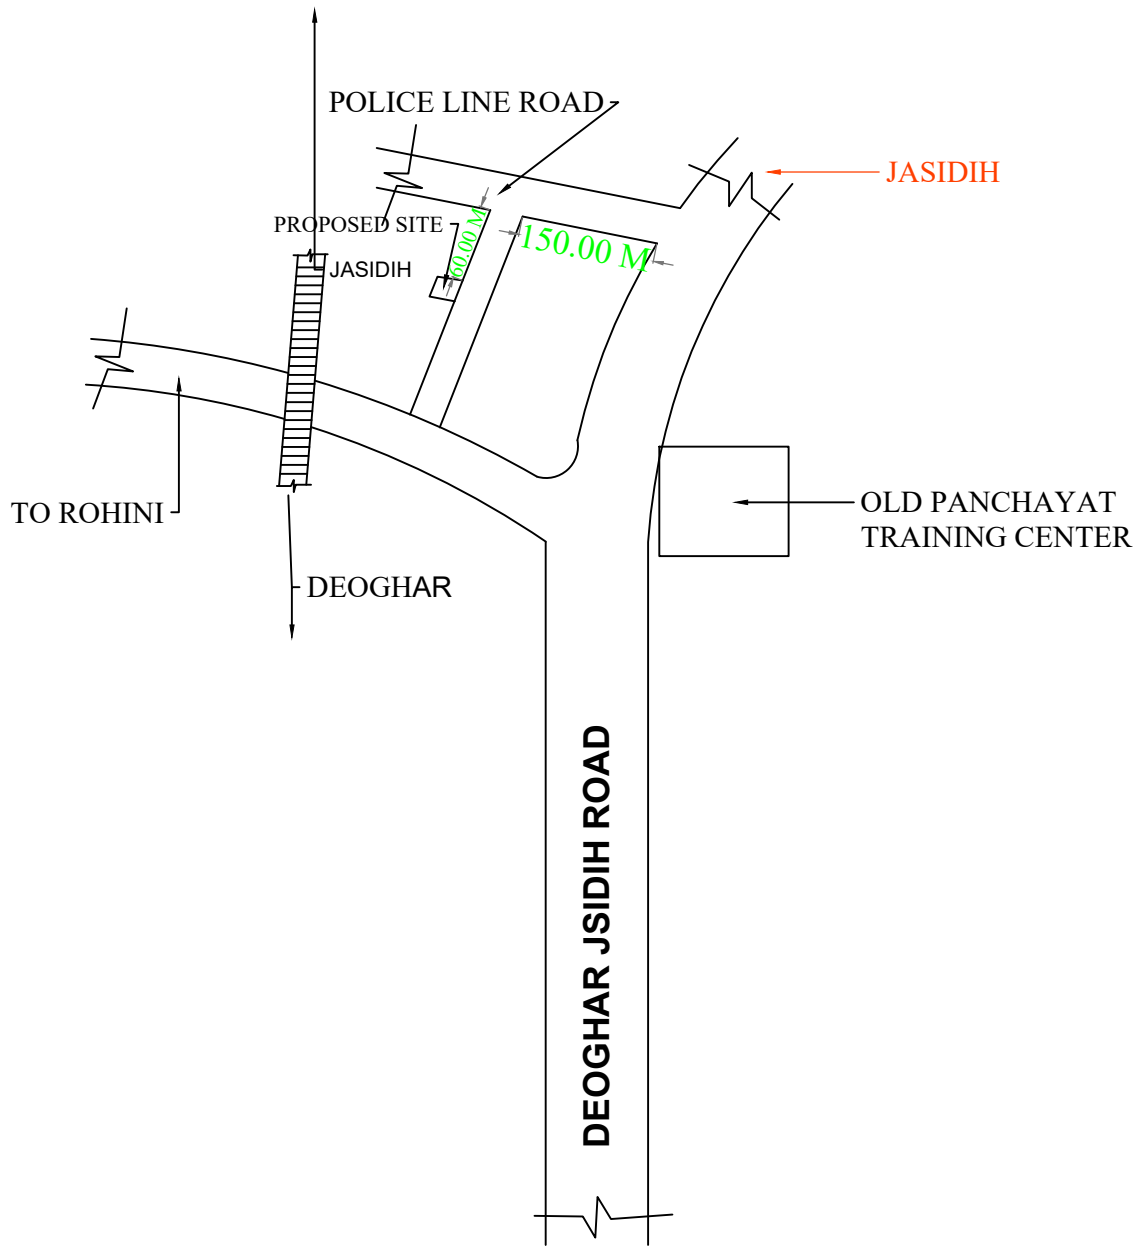 POLICE LINE ROAD
JASIDIH
PROPOSED SITE
60.00 M
150.00 M
JASIDIH
TO ROHINI
OLD PANCHAYAT
TRAINING CENTER
DEOGHAR
DEOGHAR JSIDIH ROAD